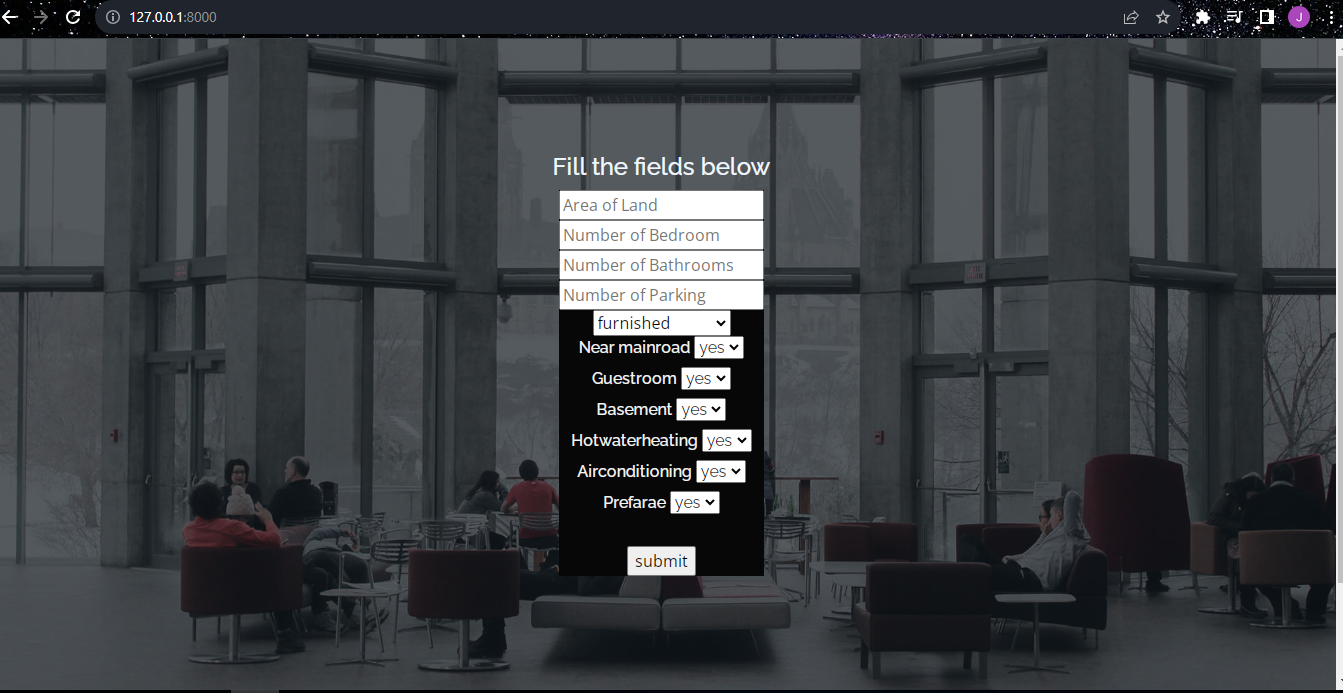 127.0.0.1:8000
J
Fill the fields below
Area of Land
Number of Bedroom
Number of Bathrooms
Number of Parking
furnished
Near mainroad yes
Guestroom yes
Basement yes
Hotwaterheating yes
Airconditioning yes
Prefarae yes
submit